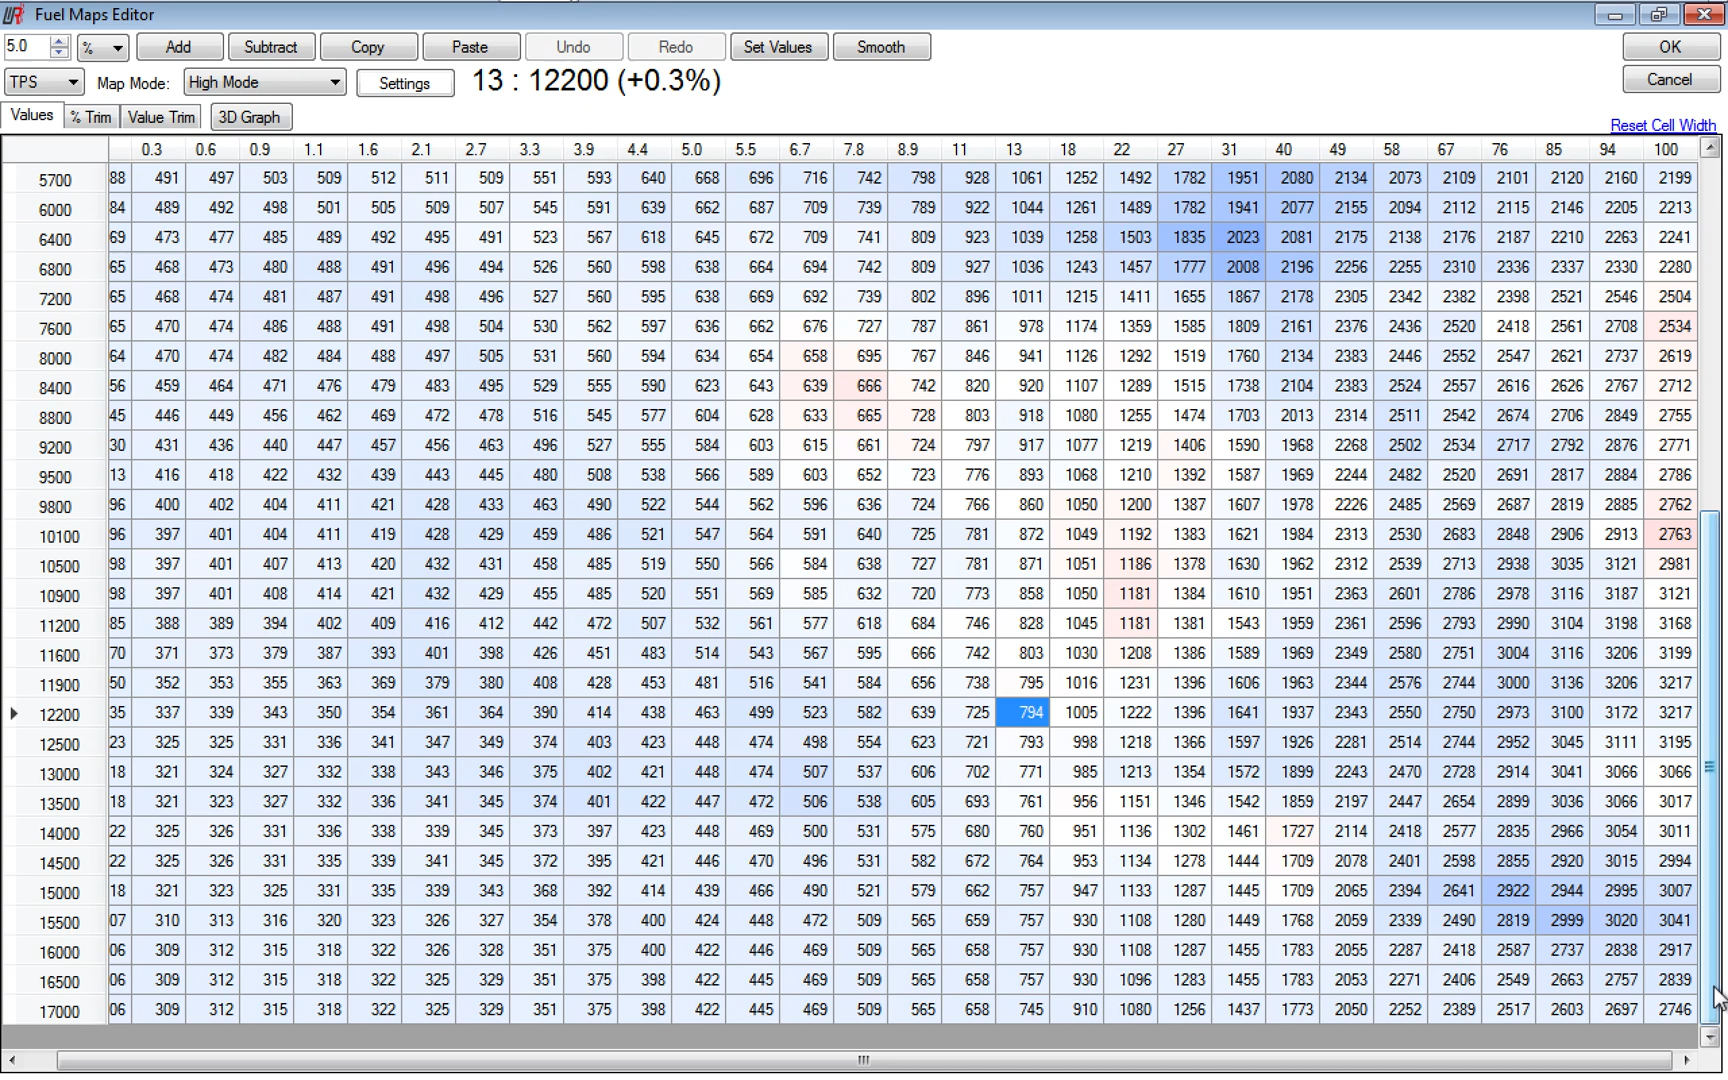 Fuel Maps Editor
5.0 % Add Subtract Copy Paste Undo Redo Set Values Smooth OK
TPS Map Mode: High Mode Settings 13 : 12200 (+0.3%) Cancel
Values % Trim Value Trim 3D Graph Reset Cell Width
0.3 0.6 0.9 1.1 1.6 2.1 2.7 3.3 3.9 4.4 5.0 5.5 6.7 7.8 8.9 11 13 18 22 27 31 40 49 58 67 76 85 94 100
5700 88 491 497 503 509 512 511 509 551 593 640 668 696 716 742 798 928 1061 1252 1492 1782 1951 2080 2134 2073 2109 2101 2120 2160 2199
6000 84 489 492 498 501 505 509 507 545 591 639 662 687 709 739 789 922 1044 1261 1489 1782 1941 2077 2155 2094 2112 2115 2146 2205 2213
6400 69 473 477 485 489 492 495 491 523 567 618 645 672 709 741 809 923 1039 1258 1503 1835 2023 2081 2175 2138 2176 2187 2210 2263 2241
6800 65 468 473 480 488 491 496 494 526 560 598 638 664 694 742 809 927 1036 1243 1457 1777 2008 2196 2256 2255 2310 2336 2337 2330 2280
7200 65 468 474 481 487 491 498 496 527 560 595 638 669 692 739 802 896 1011 1215 1411 1655 1867 2178 2305 2342 2382 2398 2521 2546 2504
7600 65 470 474 486 488 491 498 504 530 562 597 636 662 676 727 787 861 978 1174 1359 1585 1809 2161 2376 2436 2520 2418 2561 2708 2534
8000 64 470 474 482 484 488 497 505 531 560 594 634 654 658 695 767 846 941 1126 1292 1519 1760 2134 2383 2446 2552 2547 2621 2737 2619
8400 56 459 464 471 476 479 483 495 529 555 590 623 643 639 666 742 820 920 1107 1289 1515 1738 2104 2383 2524 2557 2616 2626 2767 2712
8800 45 446 449 456 462 469 472 478 516 545 577 604 628 633 665 728 803 918 1080 1255 1474 1703 2013 2314 2511 2542 2674 2706 2849 2755
9200 30 431 436 440 447 457 456 463 496 527 555 584 603 615 661 724 797 917 1077 1219 1406 1590 1968 2268 2502 2534 2717 2792 2876 2771
9500 13 416 418 422 432 439 443 445 480 508 538 566 589 603 652 723 776 893 1068 1210 1392 1587 1969 2244 2482 2520 2691 2817 2884 2786
9800 96 400 402 404 411 421 428 433 463 490 522 544 562 596 636 724 766 860 1050 1200 1387 1607 1978 2226 2485 2569 2687 2819 2885 2762
10100 96 397 401 404 411 419 428 429 459 486 521 547 564 591 640 725 781 872 1049 1192 1383 1621 1984 2313 2530 2683 2848 2906 2913 2763
10500 98 397 401 407 413 420 432 431 458 485 519 550 566 584 638 727 781 871 1051 1186 1378 1630 1962 2312 2539 2713 2938 3035 3121 2981
10900 98 397 401 408 414 421 432 429 455 485 520 551 569 585 632 720 773 858 1050 1181 1384 1610 1951 2363 2601 2786 2978 3116 3187 3121
11200 85 388 389 394 402 409 416 412 442 472 507 532 561 577 618 684 746 828 1045 1181 1381 1543 1959 2361 2596 2793 2990 3104 3198 3168
11600 70 371 373 379 387 393 401 398 426 451 483 514 543 567 595 666 742 803 1030 1208 1386 1589 1969 2349 2580 2751 3004 3116 3206 3199
11900 50 352 353 355 363 369 379 380 408 428 453 481 516 541 584 656 738 795 1016 1231 1396 1606 1963 2344 2576 2744 3000 3136 3206 3217
12200 35 337 339 343 350 354 361 364 390 414 438 463 499 523 582 639 725 794 1005 1222 1396 1641 1937 2343 2550 2750 2973 3100 3172 3217
12500 23 325 325 331 336 341 347 349 374 403 423 448 474 498 554 623 721 793 998 1218 1366 1597 1926 2281 2514 2744 2952 3045 3111 3195
13000 18 321 324 327 332 338 343 346 375 402 421 448 474 507 537 606 702 771 985 1213 1354 1572 1899 2243 2470 2728 2914 3041 3066 3066
13500 18 321 323 327 332 336 341 345 374 401 422 447 472 506 538 605 693 761 956 1151 1346 1542 1859 2197 2447 2654 2899 3036 3066 3017
14000 22 325 326 331 336 338 339 345 373 397 423 448 469 500 531 575 680 760 951 1136 1302 1461 1727 2114 2418 2577 2835 2966 3054 3011
14500 22 325 326 331 335 339 341 345 372 395 421 446 470 496 531 582 672 764 953 1134 1278 1444 1709 2078 2401 2598 2855 2920 3015 2994
15000 18 321 323 325 331 335 339 343 368 392 414 439 466 490 521 579 662 757 947 1133 1287 1445 1709 2065 2394 2641 2922 2944 2995 3007
15500 07 310 313 316 320 323 326 327 354 378 400 424 448 472 509 565 659 757 930 1108 1280 1449 1768 2059 2339 2490 2819 2999 3020 3041
16000 06 309 312 315 318 322 326 328 351 375 400 422 446 469 509 565 658 757 930 1108 1287 1455 1783 2055 2287 2418 2587 2737 2838 2917
16500 06 309 312 315 318 322 325 329 351 375 398 422 445 469 509 565 658 757 930 1096 1283 1455 1783 2053 2271 2406 2549 2663 2757 2839
17000 06 309 312 315 318 322 325 329 351 375 398 422 445 469 509 565 658 745 910 1080 1256 1437 1773 2050 2252 2389 2517 2603 2697 2746